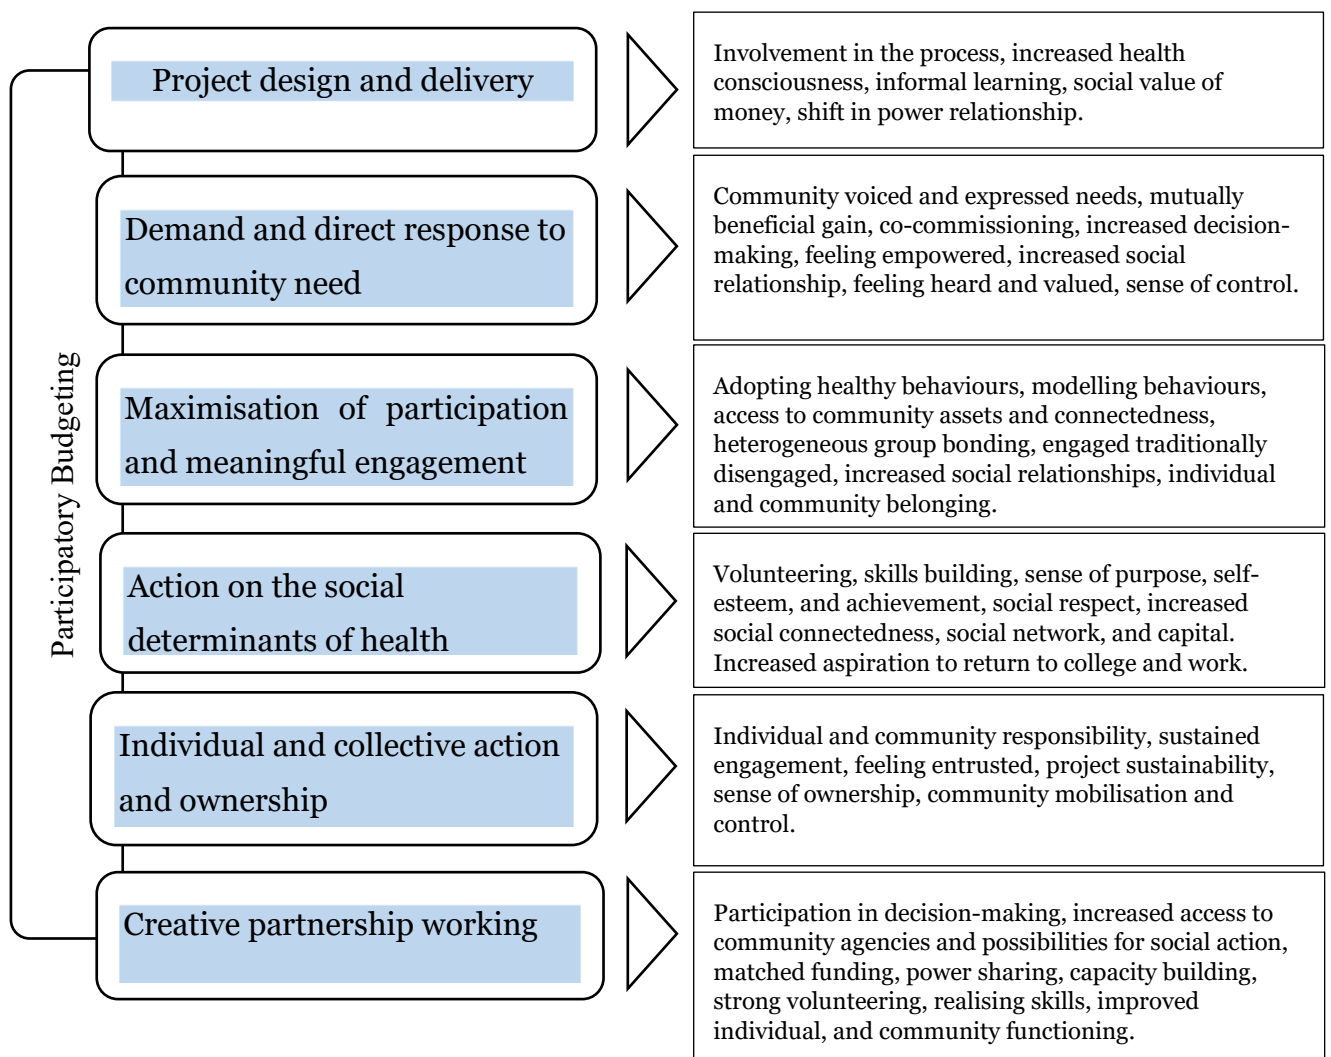 Participatory Budgeting
Project design and delivery
Involvement in the process, increased health
consciousness, informal learning, social value of
money, shift in power relationship.
Demand and direct response to
community need
Community voiced and expressed needs, mutually
beneficial gain, co-commissioning, increased decision-
making, feeling empowered, increased social
relationship, feeling heard and valued, sense of control.
Maximisation of participation
and meaningful engagement
Adopting healthy behaviours, modelling behaviours,
access to community assets and connectedness,
heterogeneous group bonding, engaged traditionally
disengaged, increased social relationships, individual
and community belonging.
Action on the social
determinants of health
Volunteering, skills building, sense of purpose, self-
esteem, and achievement, social respect, increased
social connectedness, social network, and capital.
Increased aspiration to return to college and work.
Individual and collective action
and ownership
Individual and community responsibility, sustained
engagement, feeling entrusted, project sustainability,
sense of ownership, community mobilisation and
control.
Creative partnership working
Participation in decision-making, increased access to
community agencies and possibilities for social action,
matched funding, power sharing, capacity building,
strong volunteering, realising skills, improved
individual, and community functioning.